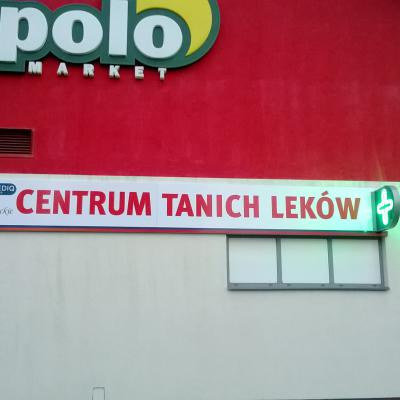 polo
MARKET
CENTRUM TANICH LEKÓW